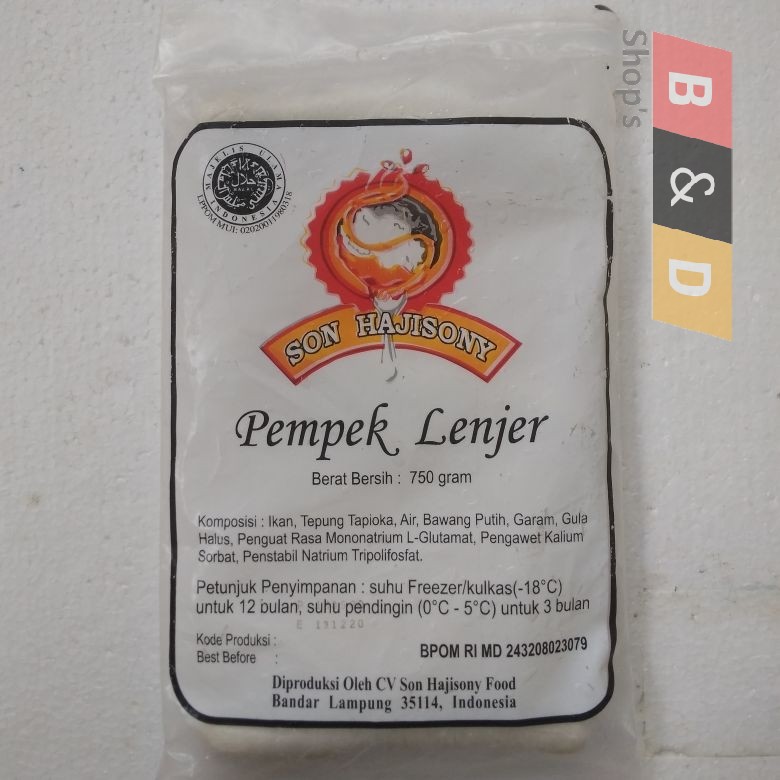 MAJELIS ULAMA INDONESIA
حلال
HALAL
LPPOM MUI: 02020011980318
SON HAJISONY
Pempek Lenjer
Berat Bersih : 750 gram
Komposisi : Ikan, Tepung Tapioka, Air, Bawang Putih, Garam, Gula
Halus, Penguat Rasa Mononatrium L-Glutamat, Pengawet Kalium
Sorbat, Penstabil Natrium Tripolifosfat.
Petunjuk Penyimpanan : suhu Freezer/kulkas(-18°C)
untuk 12 bulan, suhu pendingin (0°C - 5°C) untuk 3 bulan
E 191220
Kode Produksi :
Best Before :
BPOM RI MD 243208023079
Diproduksi Oleh CV Son Hajisony Food
Bandar Lampung 35114, Indonesia
B & D
Shop's